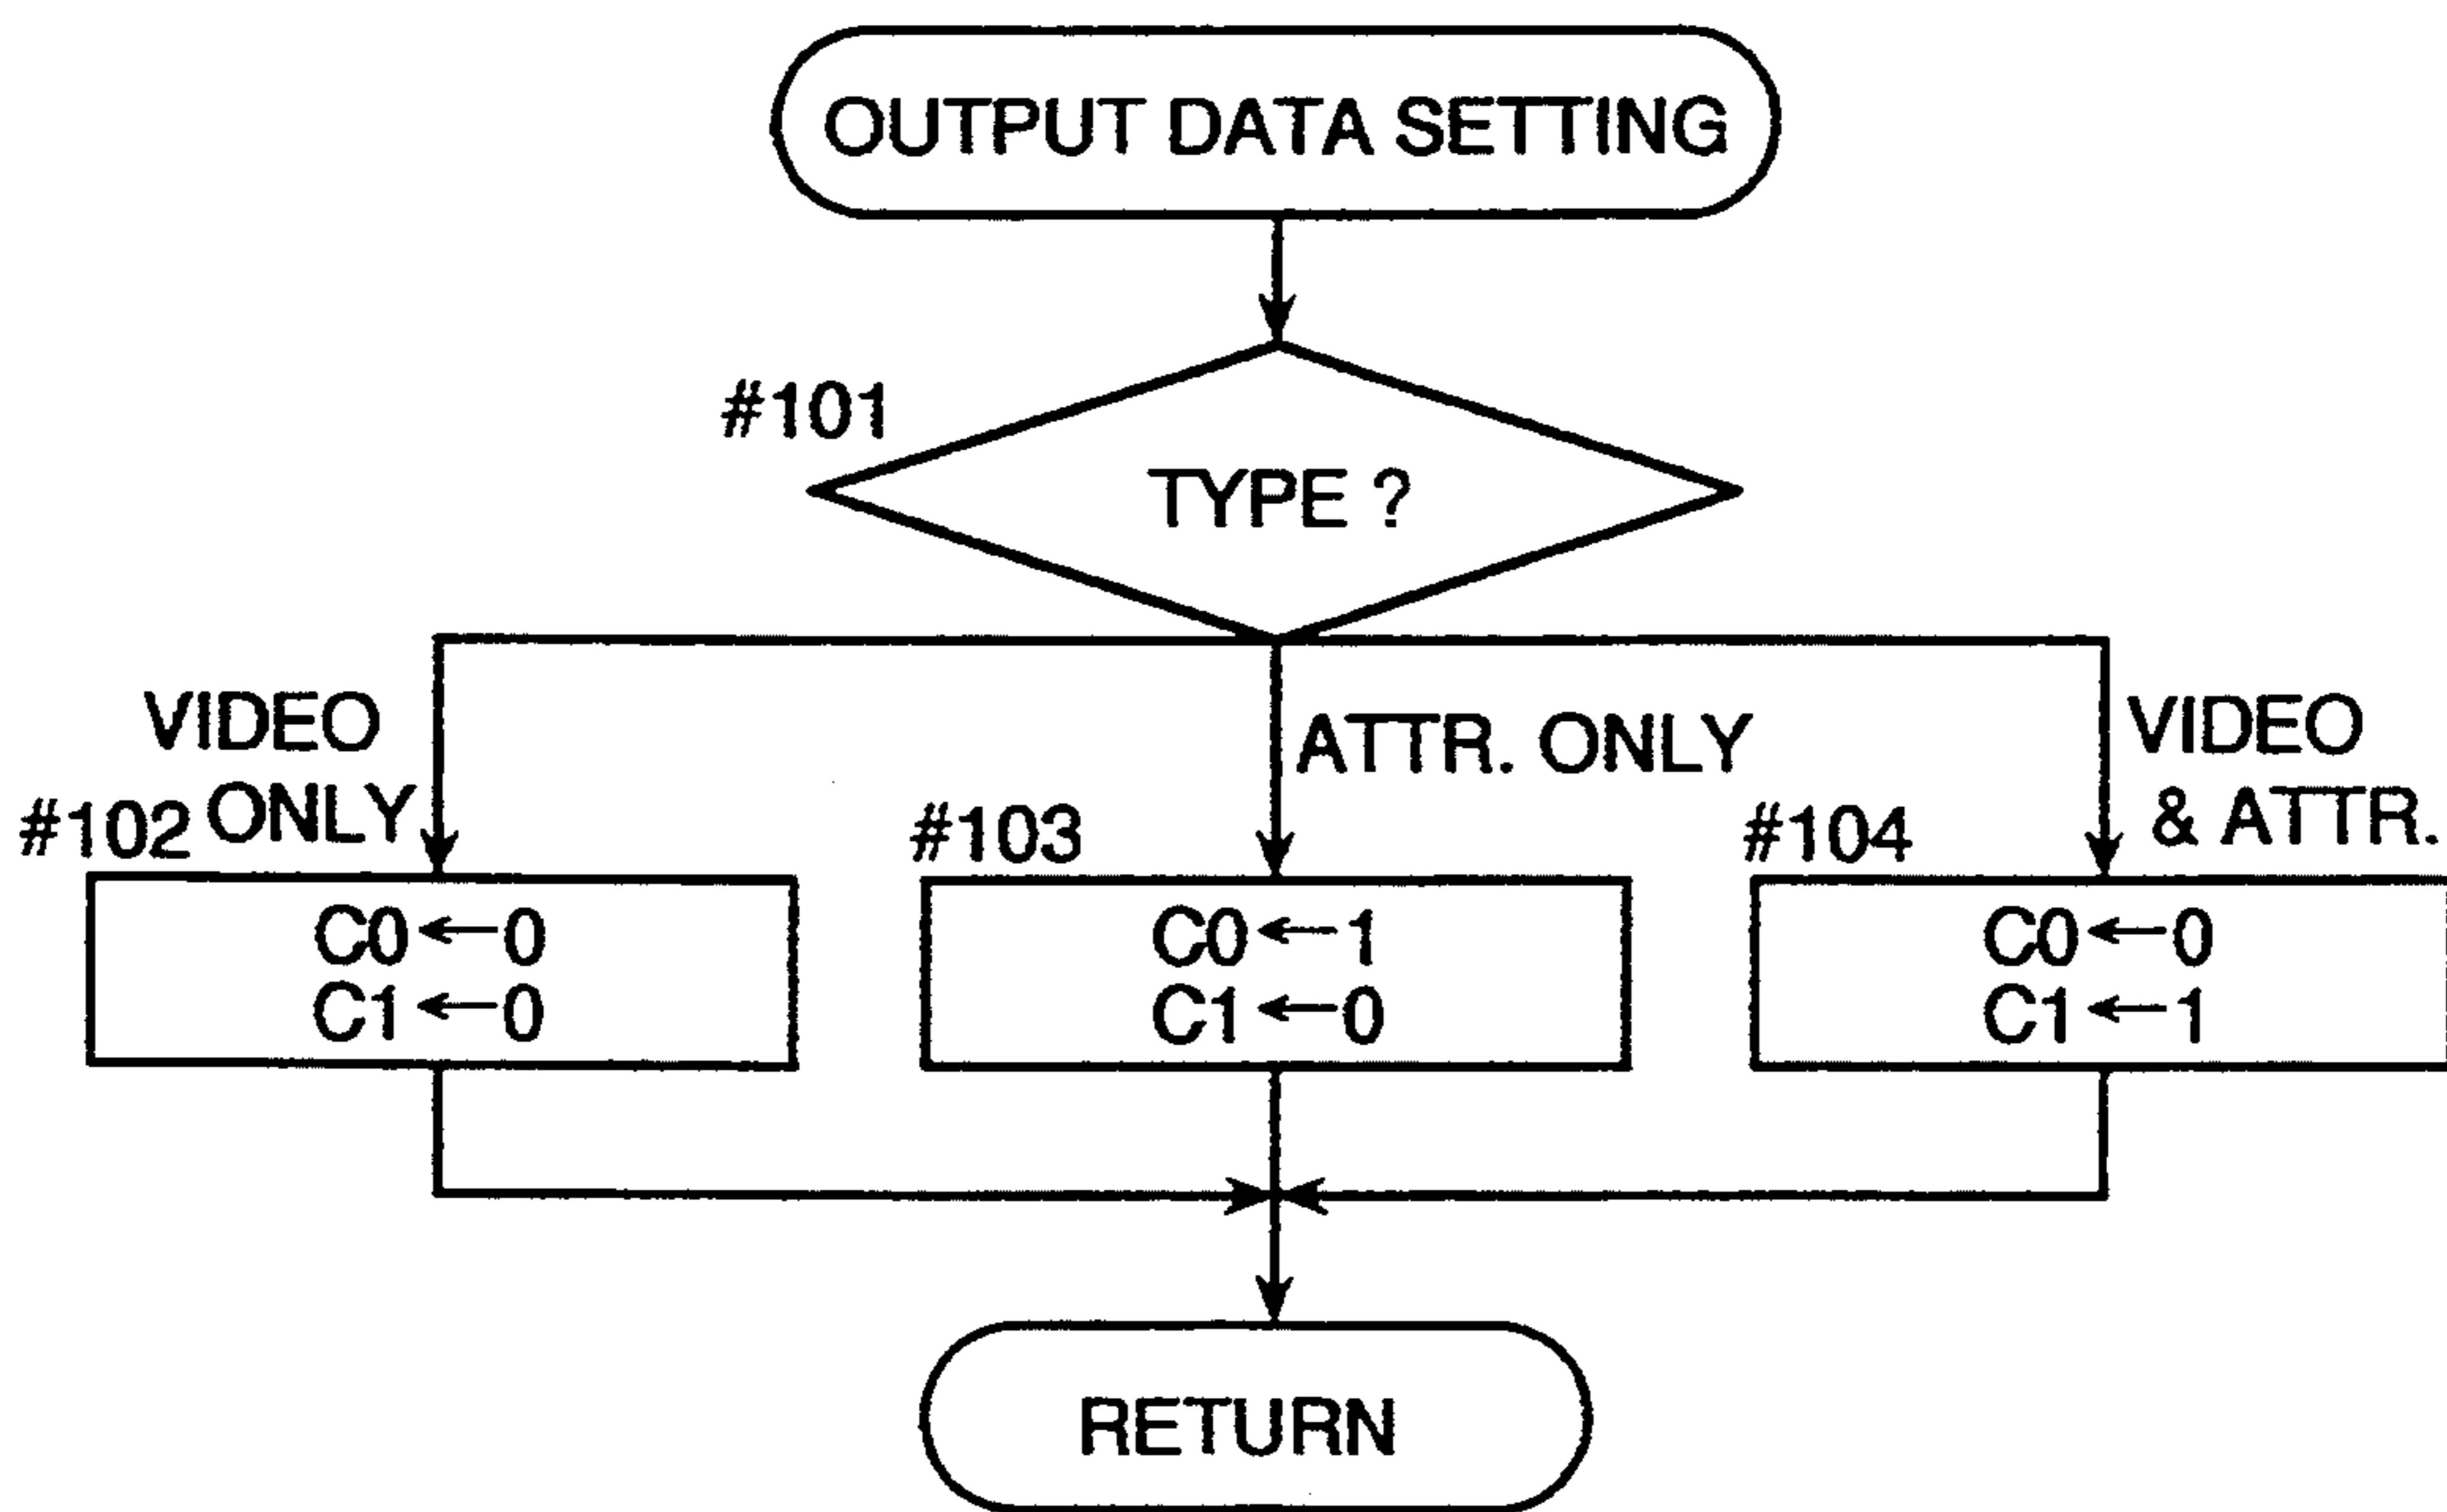 OUTPUT DATA SETTING
#101
TYPE ?
VIDEO
ONLY
ATTR. ONLY
VIDEO
& ATTR.
#102
#103
#104
C0←0
C1←0
C0←1
C1←0
C0←0
C1←1
RETURN